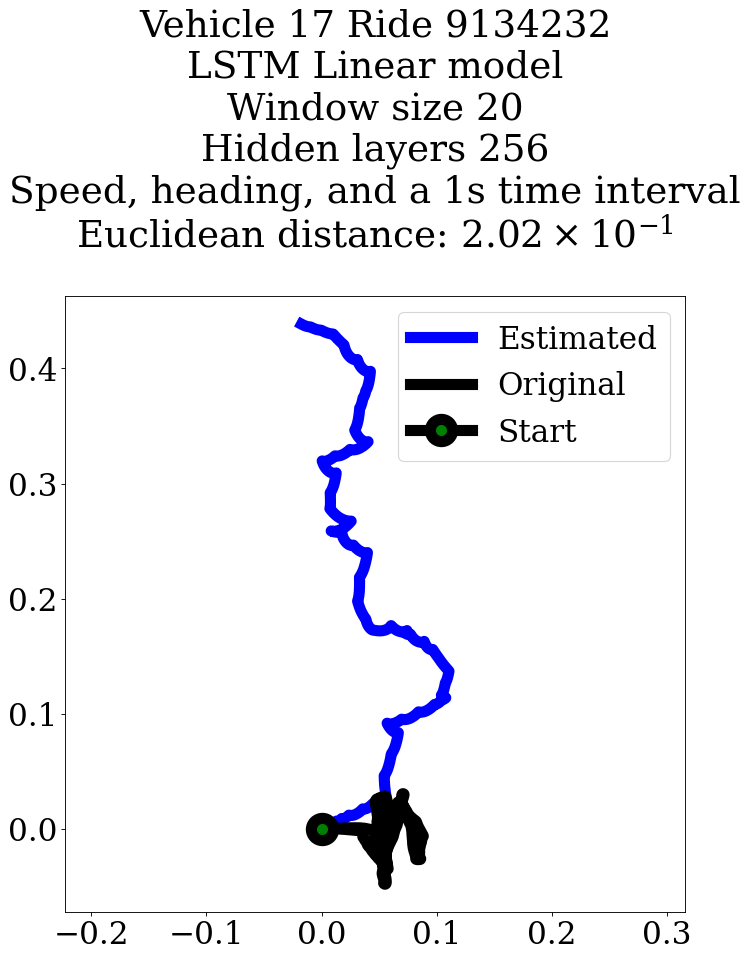 Vehicle 17 Ride 9134232
LSTM Linear model
Window size 20
Hidden layers 256
Speed, heading, and a 1s time interval
Euclidean distance: 2.02 × 10⁻¹
Estimated
Original
Start
0.4
0.3
0.2
0.1
0.0
−0.2 −0.1 0.0 0.1 0.2 0.3